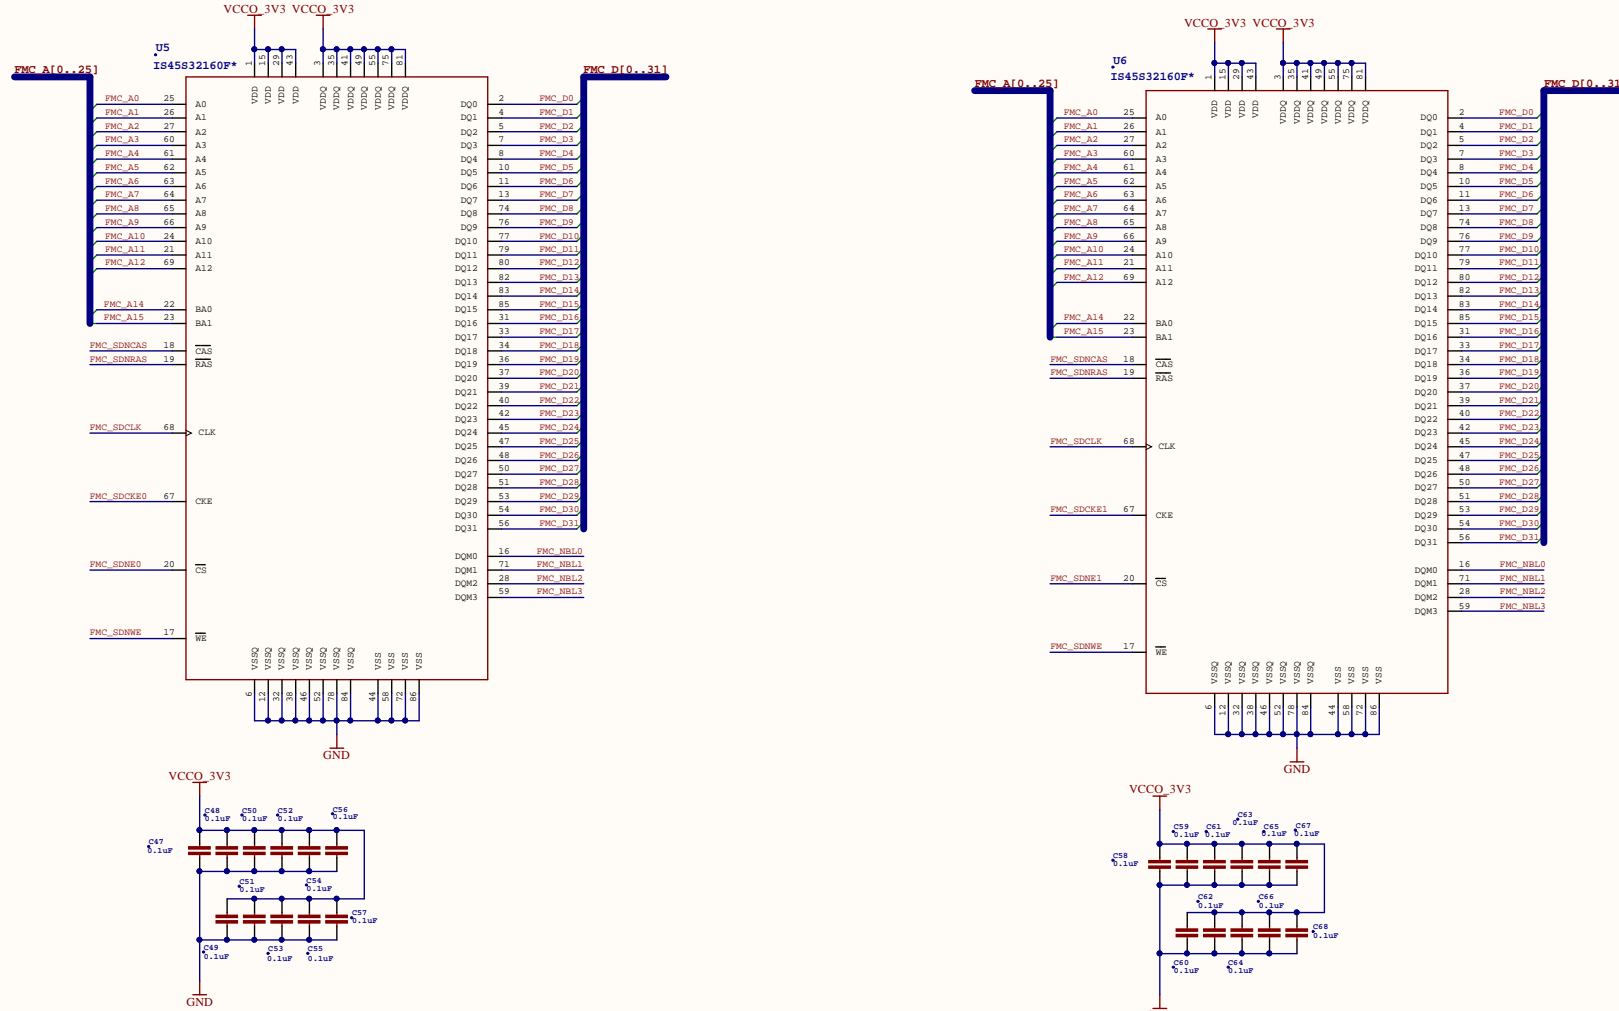 VCCO_3V3 VCCO_3V3
U5
IS45S32160F*
FMC_A[0..25]
FMC_D[0..31]
1 15 29 43 3 35 41 49 55 75 81
VDD VDD VDD VDD VDDQ VDDQ VDDQ VDDQ VDDQ VDDQ VDDQ
FMC_A0 25 A0 DQ0 2 FMC_D0
FMC_A1 26 A1 DQ1 4 FMC_D1
FMC_A2 27 A2 DQ2 5 FMC_D2
FMC_A3 60 A3 DQ3 7 FMC_D3
FMC_A4 61 A4 DQ4 8 FMC_D4
FMC_A5 62 A5 DQ5 10 FMC_D5
FMC_A6 63 A6 DQ6 11 FMC_D6
FMC_A7 64 A7 DQ7 13 FMC_D7
FMC_A8 65 A8 DQ8 74 FMC_D8
FMC_A9 66 A9 DQ9 76 FMC_D9
FMC_A10 24 A10 DQ10 77 FMC_D10
FMC_A11 21 A11 DQ11 79 FMC_D11
FMC_A12 69 A12 DQ12 80 FMC_D12
DQ13 82 FMC_D13
DQ14 83 FMC_D14
FMC_A14 22 BA0 DQ15 85 FMC_D15
FMC_A15 23 BA1 DQ16 31 FMC_D16
DQ17 33 FMC_D17
FMC_SDNCAS 18 CAS DQ18 34 FMC_D18
FMC_SDNRAS 19 RAS DQ19 36 FMC_D19
DQ20 37 FMC_D20
DQ21 39 FMC_D21
DQ22 40 FMC_D22
DQ23 42 FMC_D23
FMC_SDCLK 68 CLK DQ24 45 FMC_D24
DQ25 47 FMC_D25
DQ26 48 FMC_D26
DQ27 50 FMC_D27
DQ28 51 FMC_D28
FMC_SDCKE0 67 CKE DQ29 53 FMC_D29
DQ30 54 FMC_D30
DQ31 56 FMC_D31
DQM0 16 FMC_NBL0
FMC_SDNE0 20 CS DQM1 71 FMC_NBL1
DQM2 28 FMC_NBL2
DQM3 59 FMC_NBL3
FMC_SDNWE 17 WE
VSSQ VSSQ VSSQ VSSQ VSSQ VSSQ VSSQ VSSQ VSS VSS VSS VSS
6 12 32 38 46 52 78 84 44 58 72 86
GND
VCCO_3V3
C48 C50 C52 C56
0.1uF 0.1uF 0.1uF 0.1uF
C47
0.1uF
C51 C54
0.1uF 0.1uF
C57
0.1uF
C49 C53 C55
0.1uF 0.1uF 0.1uF
GND
VCCO_3V3 VCCO_3V3
U6
IS45S32160F*
FMC_A[0..25]
FMC_D[0..31
1 15 29 43 3 35 41 49 55 75 81
VDD VDD VDD VDD VDDQ VDDQ VDDQ VDDQ VDDQ VDDQ VDDQ
FMC_A0 25 A0 DQ0 2 FMC_D0
FMC_A1 26 A1 DQ1 4 FMC_D1
FMC_A2 27 A2 DQ2 5 FMC_D2
FMC_A3 60 A3 DQ3 7 FMC_D3
FMC_A4 61 A4 DQ4 8 FMC_D4
FMC_A5 62 A5 DQ5 10 FMC_D5
FMC_A6 63 A6 DQ6 11 FMC_D6
FMC_A7 64 A7 DQ7 13 FMC_D7
FMC_A8 65 A8 DQ8 74 FMC_D8
FMC_A9 66 A9 DQ9 76 FMC_D9
FMC_A10 24 A10 DQ10 77 FMC_D10
FMC_A11 21 A11 DQ11 79 FMC_D11
FMC_A12 69 A12 DQ12 80 FMC_D12
DQ13 82 FMC_D13
DQ14 83 FMC_D14
FMC_A14 22 BA0 DQ15 85 FMC_D15
FMC_A15 23 BA1 DQ16 31 FMC_D16
DQ17 33 FMC_D17
FMC_SDNCAS 18 CAS DQ18 34 FMC_D18
FMC_SDNRAS 19 RAS DQ19 36 FMC_D19
DQ20 37 FMC_D20
DQ21 39 FMC_D21
DQ22 40 FMC_D22
DQ23 42 FMC_D23
FMC_SDCLK 68 CLK DQ24 45 FMC_D24
DQ25 47 FMC_D25
DQ26 48 FMC_D26
DQ27 50 FMC_D27
DQ28 51 FMC_D28
FMC_SDCKE1 67 CKE DQ29 53 FMC_D29
DQ30 54 FMC_D30
DQ31 56 FMC_D31
DQM0 16 FMC_NBL0
FMC_SDNE1 20 CS DQM1 71 FMC_NBL1
DQM2 28 FMC_NBL2
DQM3 59 FMC_NBL3
FMC_SDNWE 17 WE
VSSQ VSSQ VSSQ VSSQ VSSQ VSSQ VSSQ VSSQ VSS VSS VSS VSS
6 12 32 38 46 52 78 84 44 58 72 86
GND
VCCO_3V3
C63
0.1uF
C59 C61 C65 C67
0.1uF 0.1uF 0.1uF 0.1uF
C58
0.1uF
C62 C66
0.1uF 0.1uF
C68
0.1uF
C60 C64
0.1uF 0.1uF